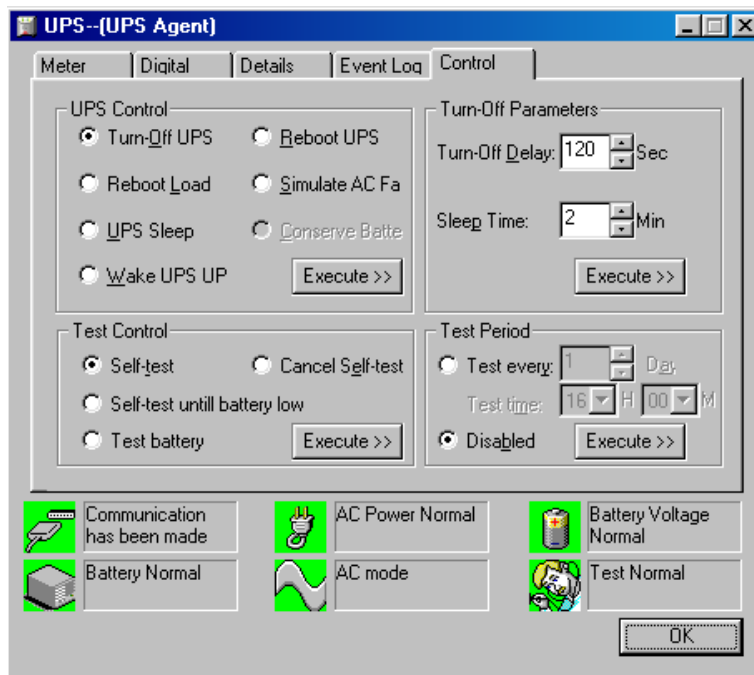 UPS--(UPS Agent)
Meter Digital Details Event Log Control
UPS Control
Turn-Off UPS Reboot UPS
Reboot Load Simulate AC Fa
UPS Sleep Conserve Batte
Wake UPS UP Execute >>
Turn-Off Parameters
Turn-Off Delay: 120 Sec
Sleep Time: 2 Min
Execute >>
Test Control
Self-test Cancel Self-test
Self-test untill battery low
Test battery Execute >>
Test Period
Test every: 1 Day
Test time: 16 H 00 M
Disabled Execute >>
Communication
has been made
AC Power Normal
Battery Voltage
Normal
Battery Normal
AC mode
Test Normal
OK